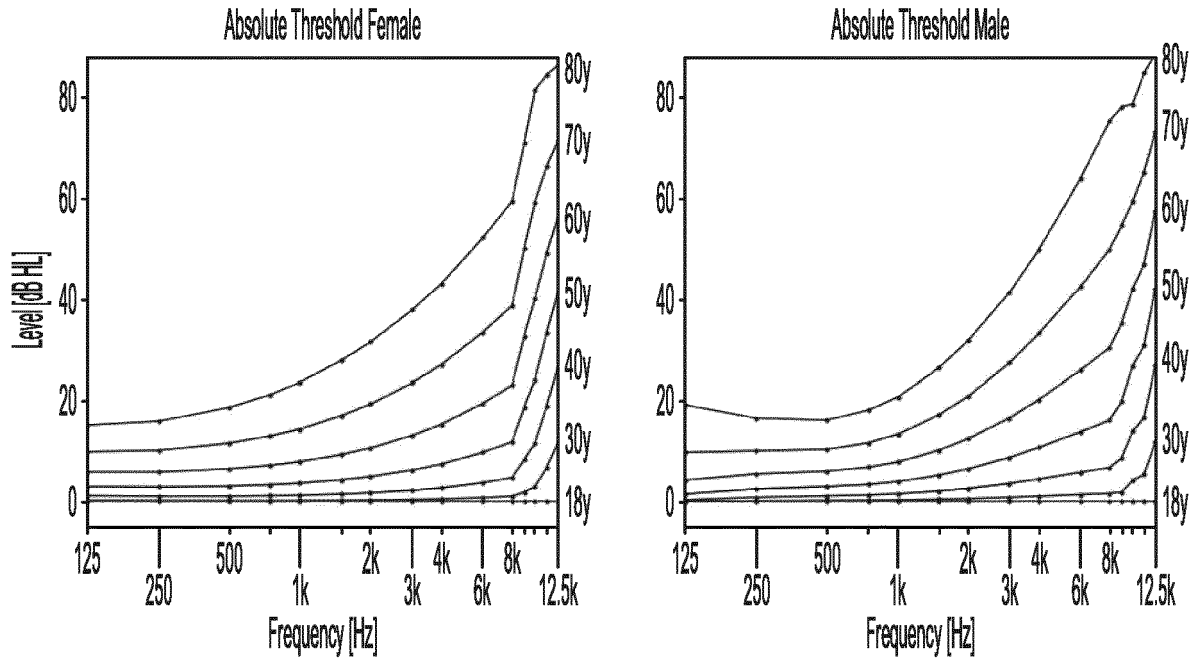 Absolute Threshold Female
80
60
40
20
0
Level [dB HL]
80y
70y
60y
50y
40y
30y
18y
125
250
500
1k
2k
3k
4k
6k
8k
12.5k
Frequency [Hz]
Absolute Threshold Male
80
60
40
20
0
80y
70y
60y
50y
40y
30y
18y
125
250
500
1k
2k
3k
4k
6k
8k
12.5k
Frequency [Hz]